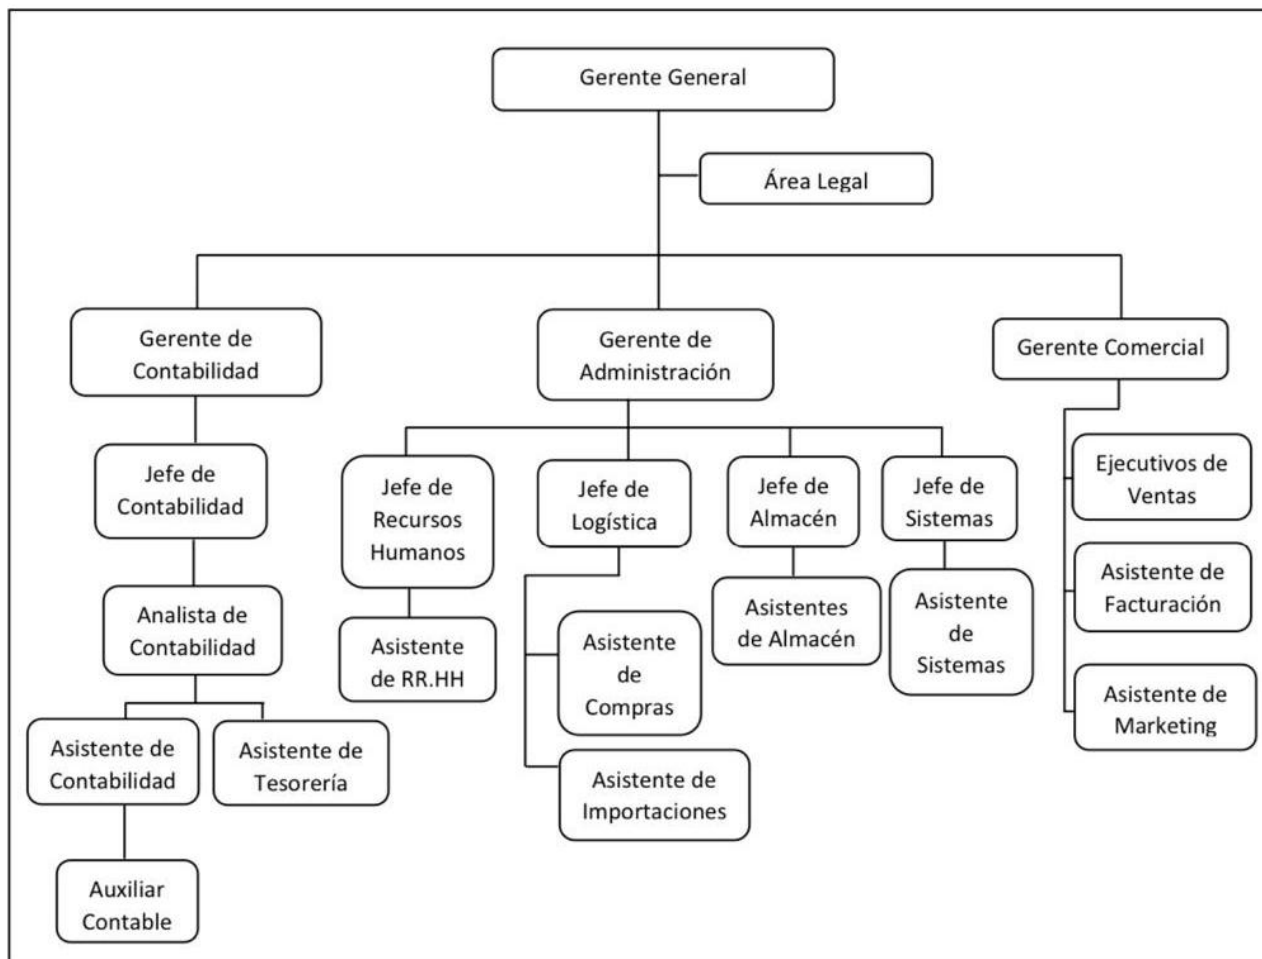 Gerente General
Área Legal
Gerente de
Contabilidad
Gerente de
Administración
Gerente Comercial
Jefe de
Contabilidad
Jefe de
Recursos
Humanos
Jefe de
Logística
Jefe de
Almacén
Jefe de
Sistemas
Ejecutivos de
Ventas
Analista de
Contabilidad
Asistente
de RR.HH
Asistente
de
Compras
Asistentes
de Almacén
Asistente
de
Sistemas
Asistente de
Facturación
Asistente de
Contabilidad
Asistente de
Tesorería
Asistente de
Importaciones
Asistente de
Marketing
Auxiliar
Contable